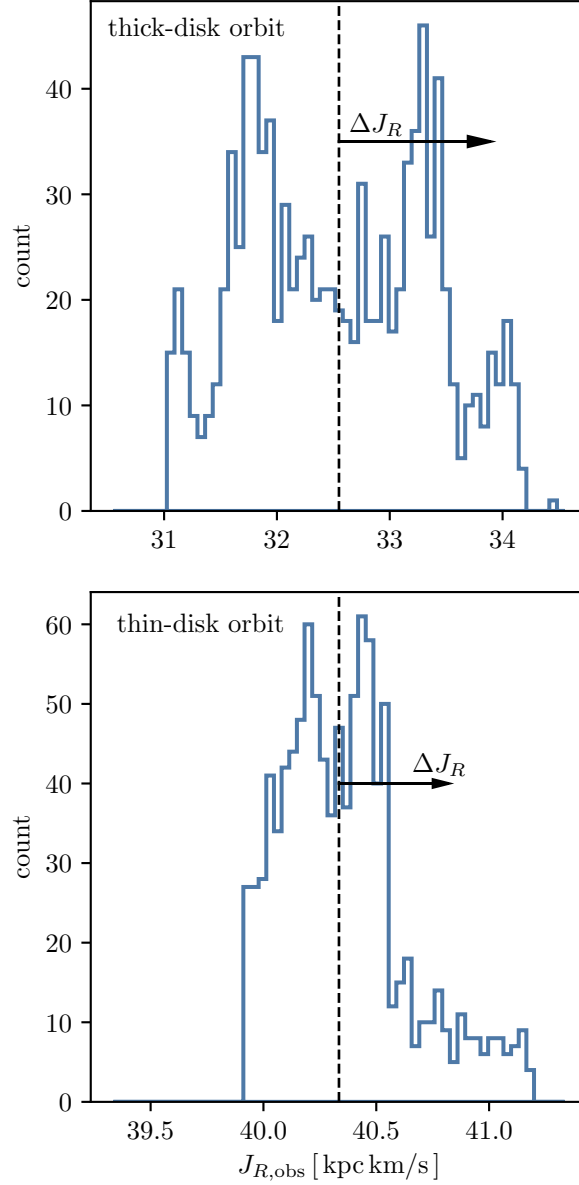 thick-disk orbit
40
30
20
10
0
count
ΔJ_R
31 32 33 34
thin-disk orbit
60
50
40
30
20
10
0
count
ΔJ_R
39.5 40.0 40.5 41.0
J_{R,obs} [kpc km/s]